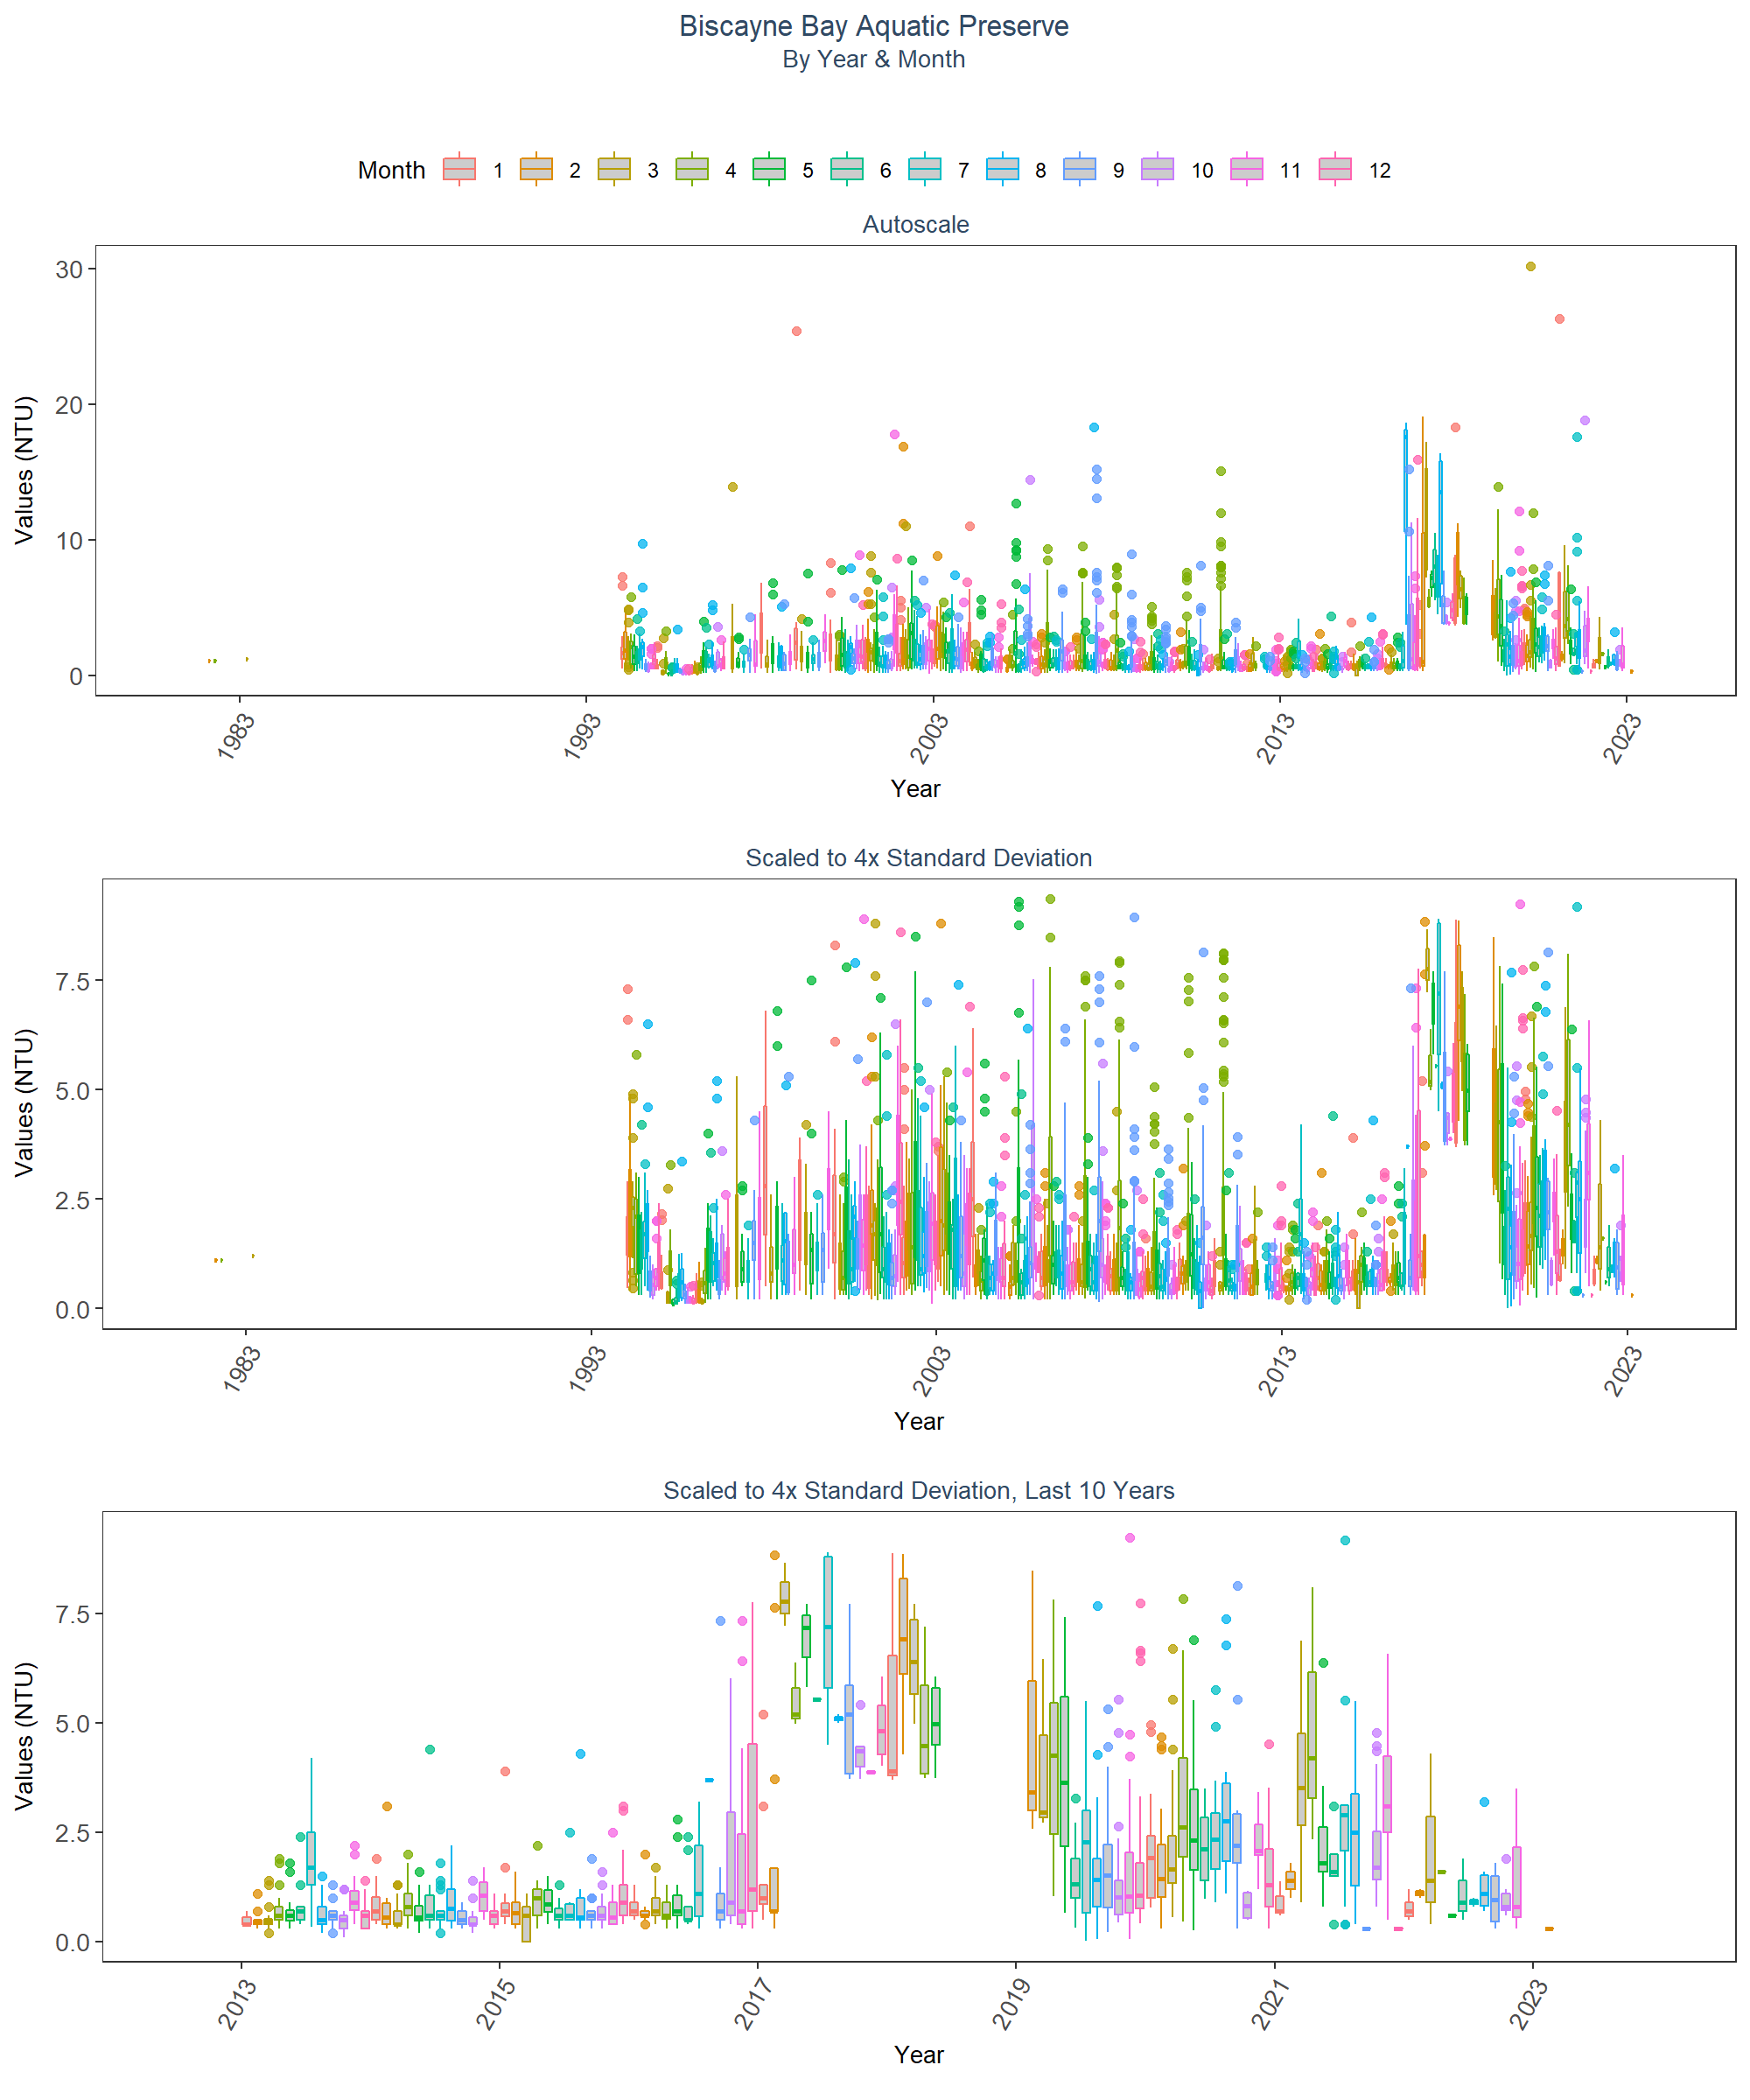 Biscayne Bay Aquatic Preserve
By Year & Month
Month 1 2 3 4 5 6 7 8 9 10 11 12
Autoscale
30
20
10
0
Values (NTU)
1983 1993 2003 2013 2023
Year
Scaled to 4x Standard Deviation
7.5
5.0
2.5
0.0
Values (NTU)
1983 1993 2003 2013 2023
Year
Scaled to 4x Standard Deviation, Last 10 Years
7.5
5.0
2.5
0.0
Values (NTU)
2013 2015 2017 2019 2021 2023
Year